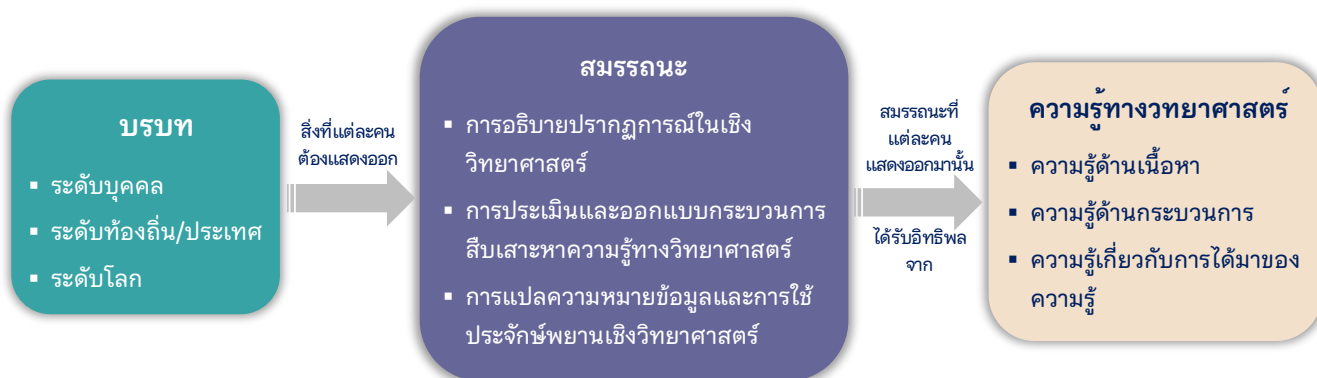 บรบท
▪ ระดับบุคคล
▪ ระดับท้องถิ่น/ประเทศ
▪ ระดับโลก
สิ่งที่แต่ละคน
ต้องแสดงออก
สมรรถนะ
▪ การอธิบายปรากฏการณ์ในเชิง
วิทยาศาสตร์
▪ การประเมินและออกแบบกระบวนการ
สืบเสาะหาความรู้ทางวิทยาศาสตร์
▪ การแปลความหมายข้อมูลและการใช้
ประจักษ์พยานเชิงวิทยาศาสตร์
สมรรถนะที่
แต่ละคน
แสดงออกมานั้น
ได้รับอิทธิพล
จาก
ความรู้ทางวทยาศาสตร์
▪ ความรู้ด้านเนื้อหา
▪ ความรู้ด้านกระบวนการ
▪ ความรู้เกี่ยวกับการได้มาของ
ความรู้